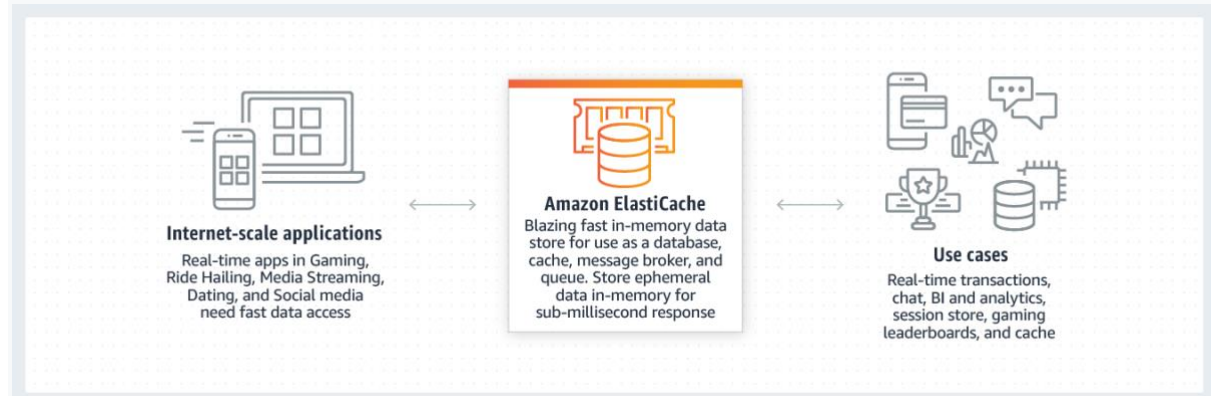 Internet-scale applications
Real-time apps in Gaming,
Ride Hailing, Media Streaming,
Dating, and Social media
need fast data access
Amazon ElastiCache
Blazing fast in-memory data
store for use as a database,
cache, message broker, and
queue. Store ephemeral
data in-memory for
sub-millisecond response
Use cases
Real-time transactions,
chat, BI and analytics,
session store, gaming
leaderboards, and cache